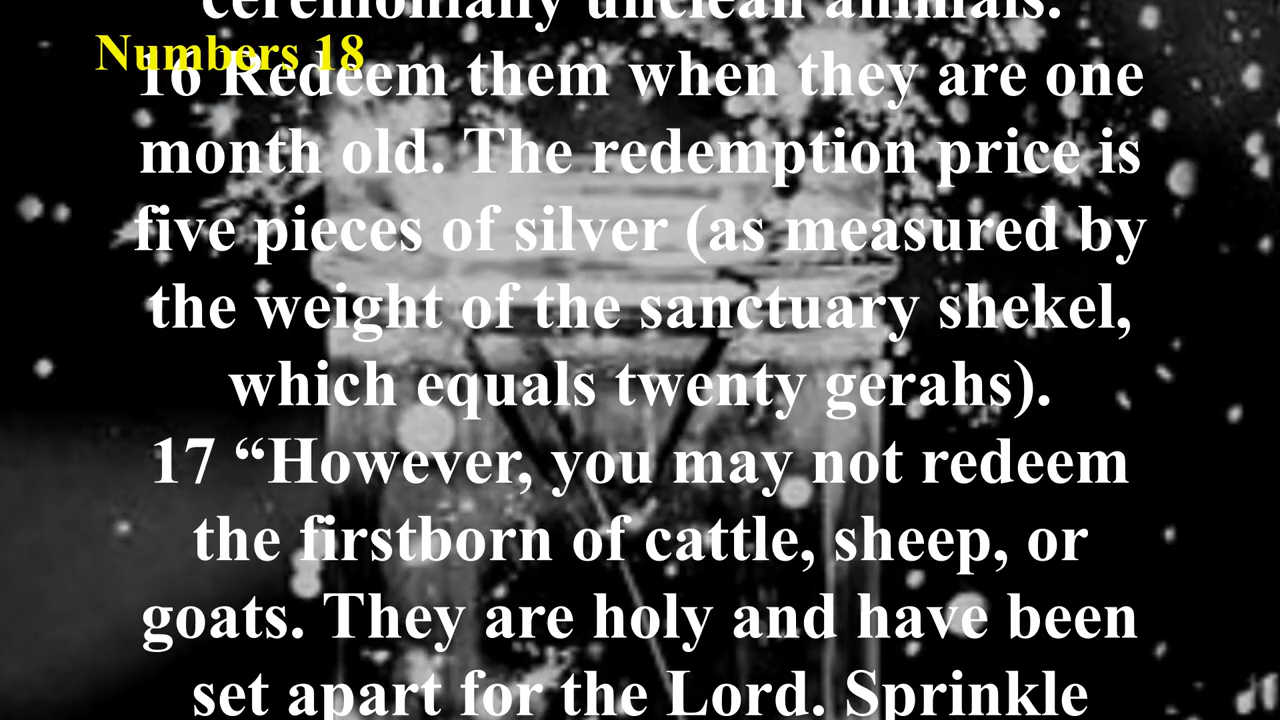 ceremonially unclean animals.
Numbers 18
16 Redeem them when they are one
month old. The redemption price is
five pieces of silver (as measured by
the weight of the sanctuary shekel,
which equals twenty gerahs).
17 “However, you may not redeem
the firstborn of cattle, sheep, or
goats. They are holy and have been
set apart for the Lord. Sprinkle